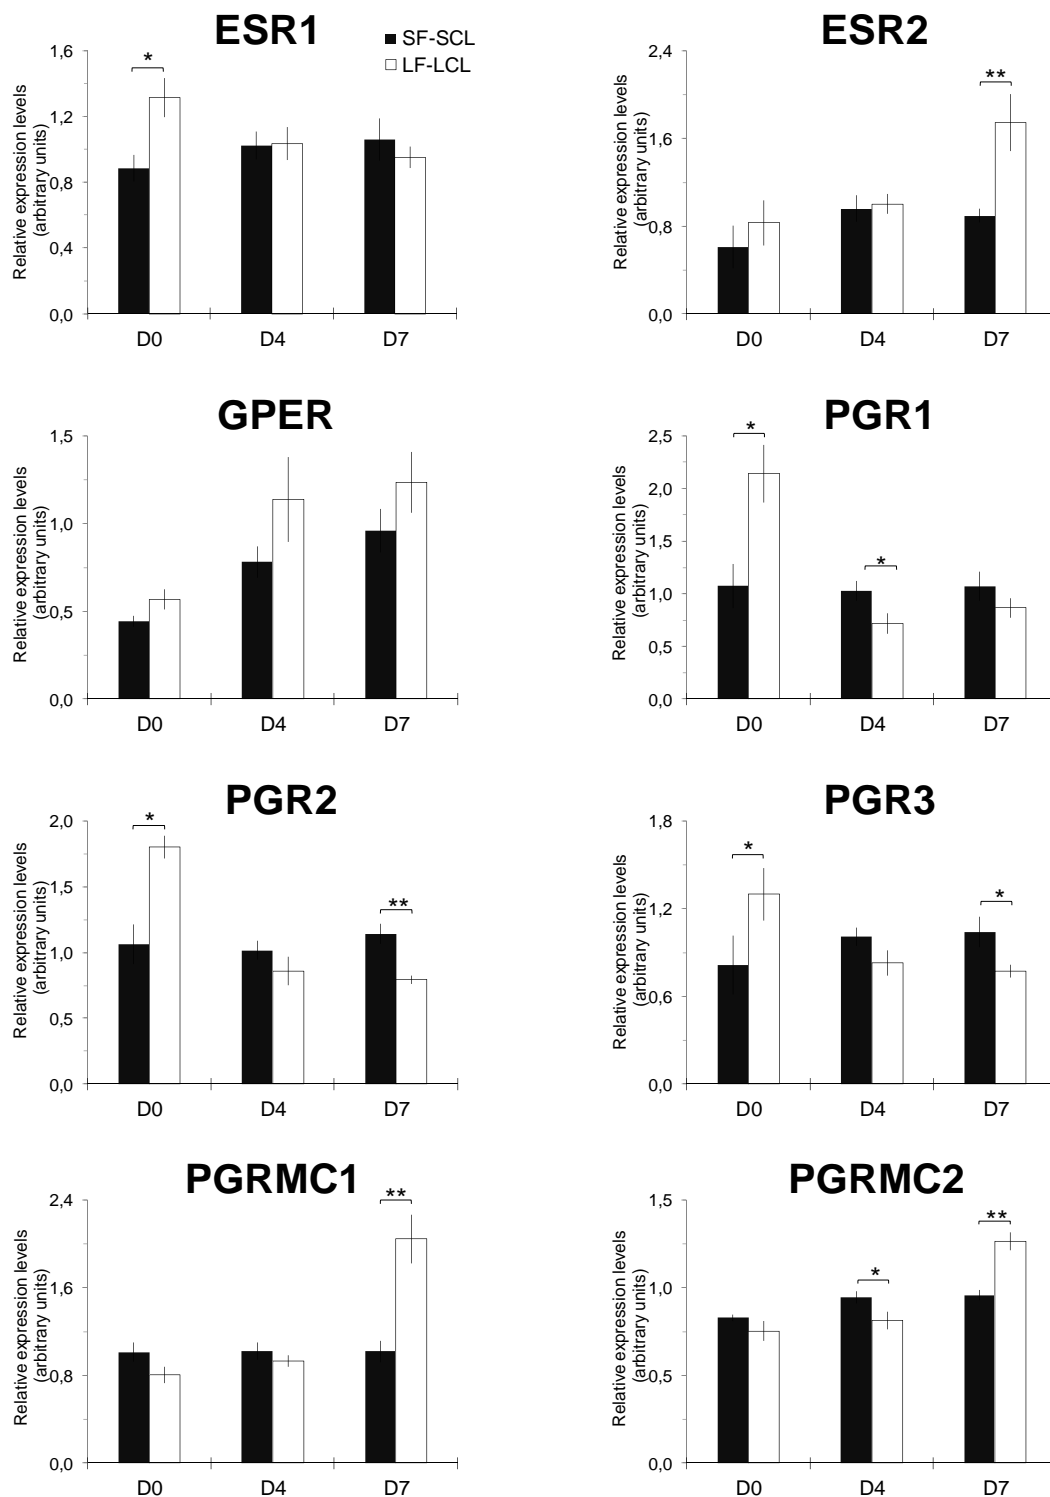 ESR1
SF-SCL
LF-LCL
Relative expression levels
(arbitrary units)
1,6
1,2
0,8
0,4
0,0
*
D0 D4 D7
ESR2
Relative expression levels
(arbitrary units)
2,4
1,6
0,8
0,0
**
D0 D4 D7
GPER
Relative expression levels
(arbitrary units)
1,5
1,0
0,5
0,0
D0 D4 D7
PGR1
Relative expression levels
(arbitrary units)
2,5
2,0
1,5
1,0
0,5
0,0
*
*
D0 D4 D7
PGR2
Relative expression levels
(arbitrary units)
2,0
1,5
1,0
0,5
0,0
*
**
D0 D4 D7
PGR3
Relative expression levels
(arbitrary units)
1,8
1,2
0,6
0,0
*
*
D0 D4 D7
PGRMC1
Relative expression levels
(arbitrary units)
2,4
1,6
0,8
0,0
**
D0 D4 D7
PGRMC2
Relative expression levels
(arbitrary units)
1,5
1,0
0,5
0,0
*
**
D0 D4 D7